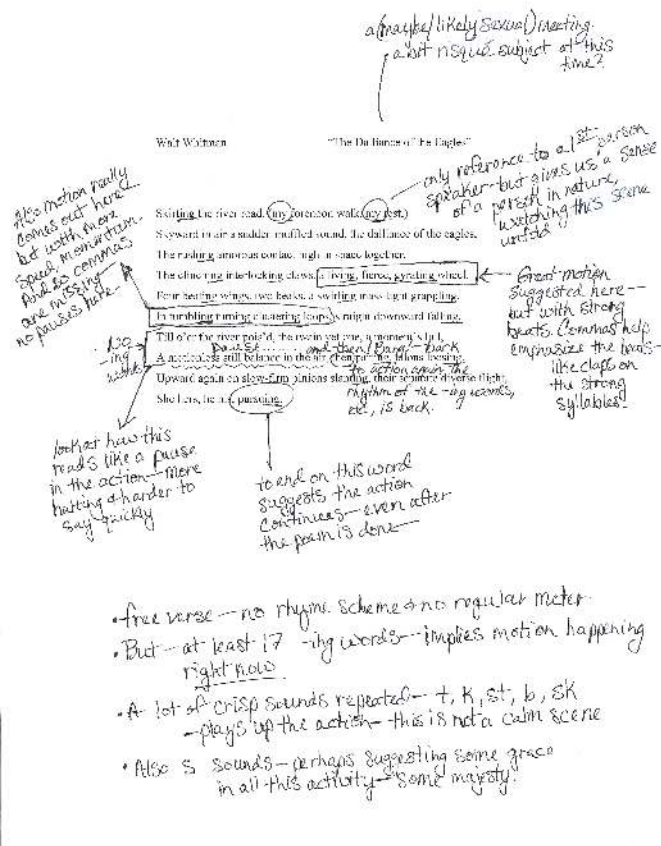 a (maybe/likely sexual) meeting.
a bit risqué subject at this
time?
Walt Whitman "The Dalliance of the Eagles"
only reference to a 1st person
speaker-but gives us a sense
of a person in nature,
watching this scene
unfold
Also motion really
comes out here
but with more
speed, momentum.
And so commas
are missing
no pauses here-
Skirting the river road, (my forenoon walk, my rest,)
Skyward in air a sudden muffled sound, the dalliance of the eagles,
The rushing amorous contact high in space together,
The clinching interlocking claws, a living, fierce, gyrating wheel,
Four beating wings, two beaks, a swirling mass tight grappling,
In tumbling turning clustering loops, straight downward falling,
Till o'er the river pois'd, the twain yet one, a moment's lull,
A motionless still balance in the air, then parting, talons loosing,
Upward again on slow-firm pinions slanting, their separate diverse flight,
She hers, he his, pursuing.
Great motion
suggested here-
but with strong
beats. Commas help
emphasize the beats-
like claps on
the strong
syllables-
No
-ing
words
pause......
and then! Bang!- back
to action again the
rhythm of the -ing words,
etc., is back.
look at how this
reads like a pause
in the action-more
halting & harder to
say quickly
to end on this word
suggests the action
continues-even after
the poem is done-
• free verse - no rhyme scheme & no regular meter
• But - at least 17 -ing words - implies motion happening
right now
• A lot of crisp sounds repeated - t, k, st, b, sk
- plays up the action - this is not a calm scene
• Also s sounds - perhaps suggesting some grace
in all this activity - some majesty.